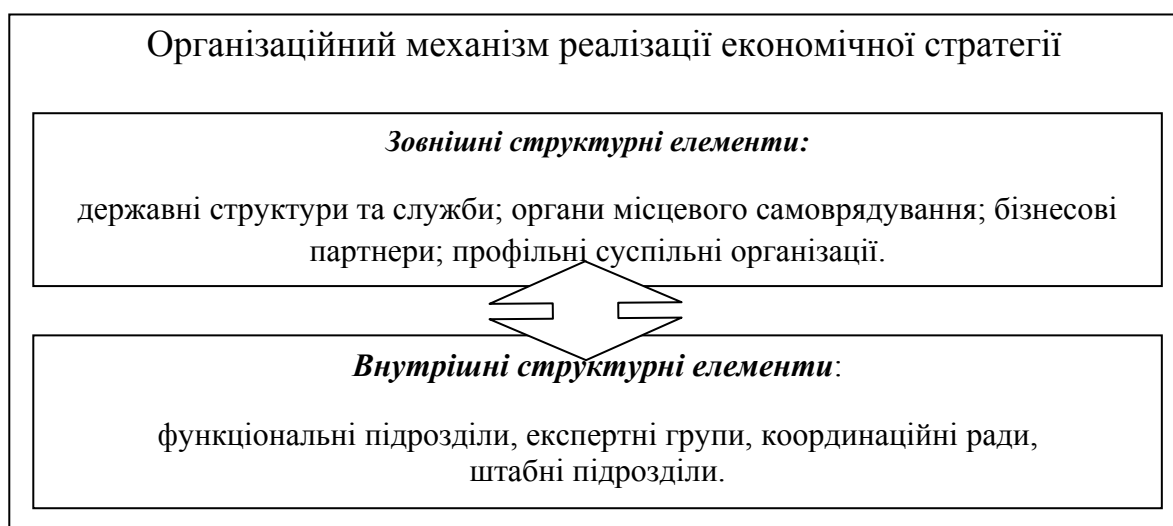 Організаційний механізм реалізації економічної стратегії
Зовнішні структурні елементи:
державні структури та служби; органи місцевого самоврядування; бізнесові
партнери; профільні суспільні організації.
Внутрішні структурні елементи:
функціональні підрозділи, експертні групи, координаційні ради,
штабні підрозділи.